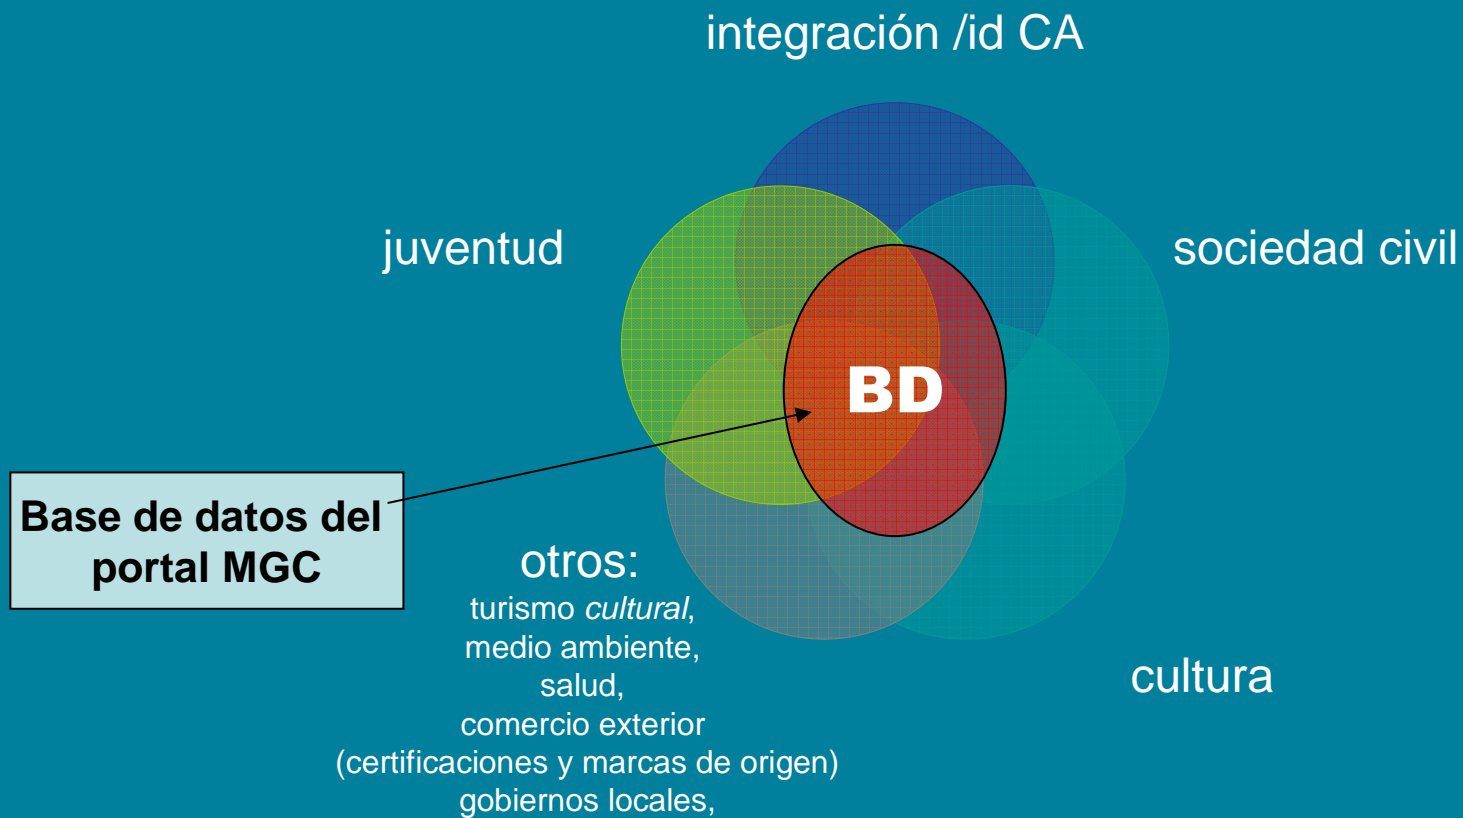 integración /id CA
juventud
sociedad civil
BD
Base de datos del
portal MGC
otros:
turismo cultural,
medio ambiente,
salud,
comercio exterior
(certificaciones y marcas de origen)
gobiernos locales,
cultura